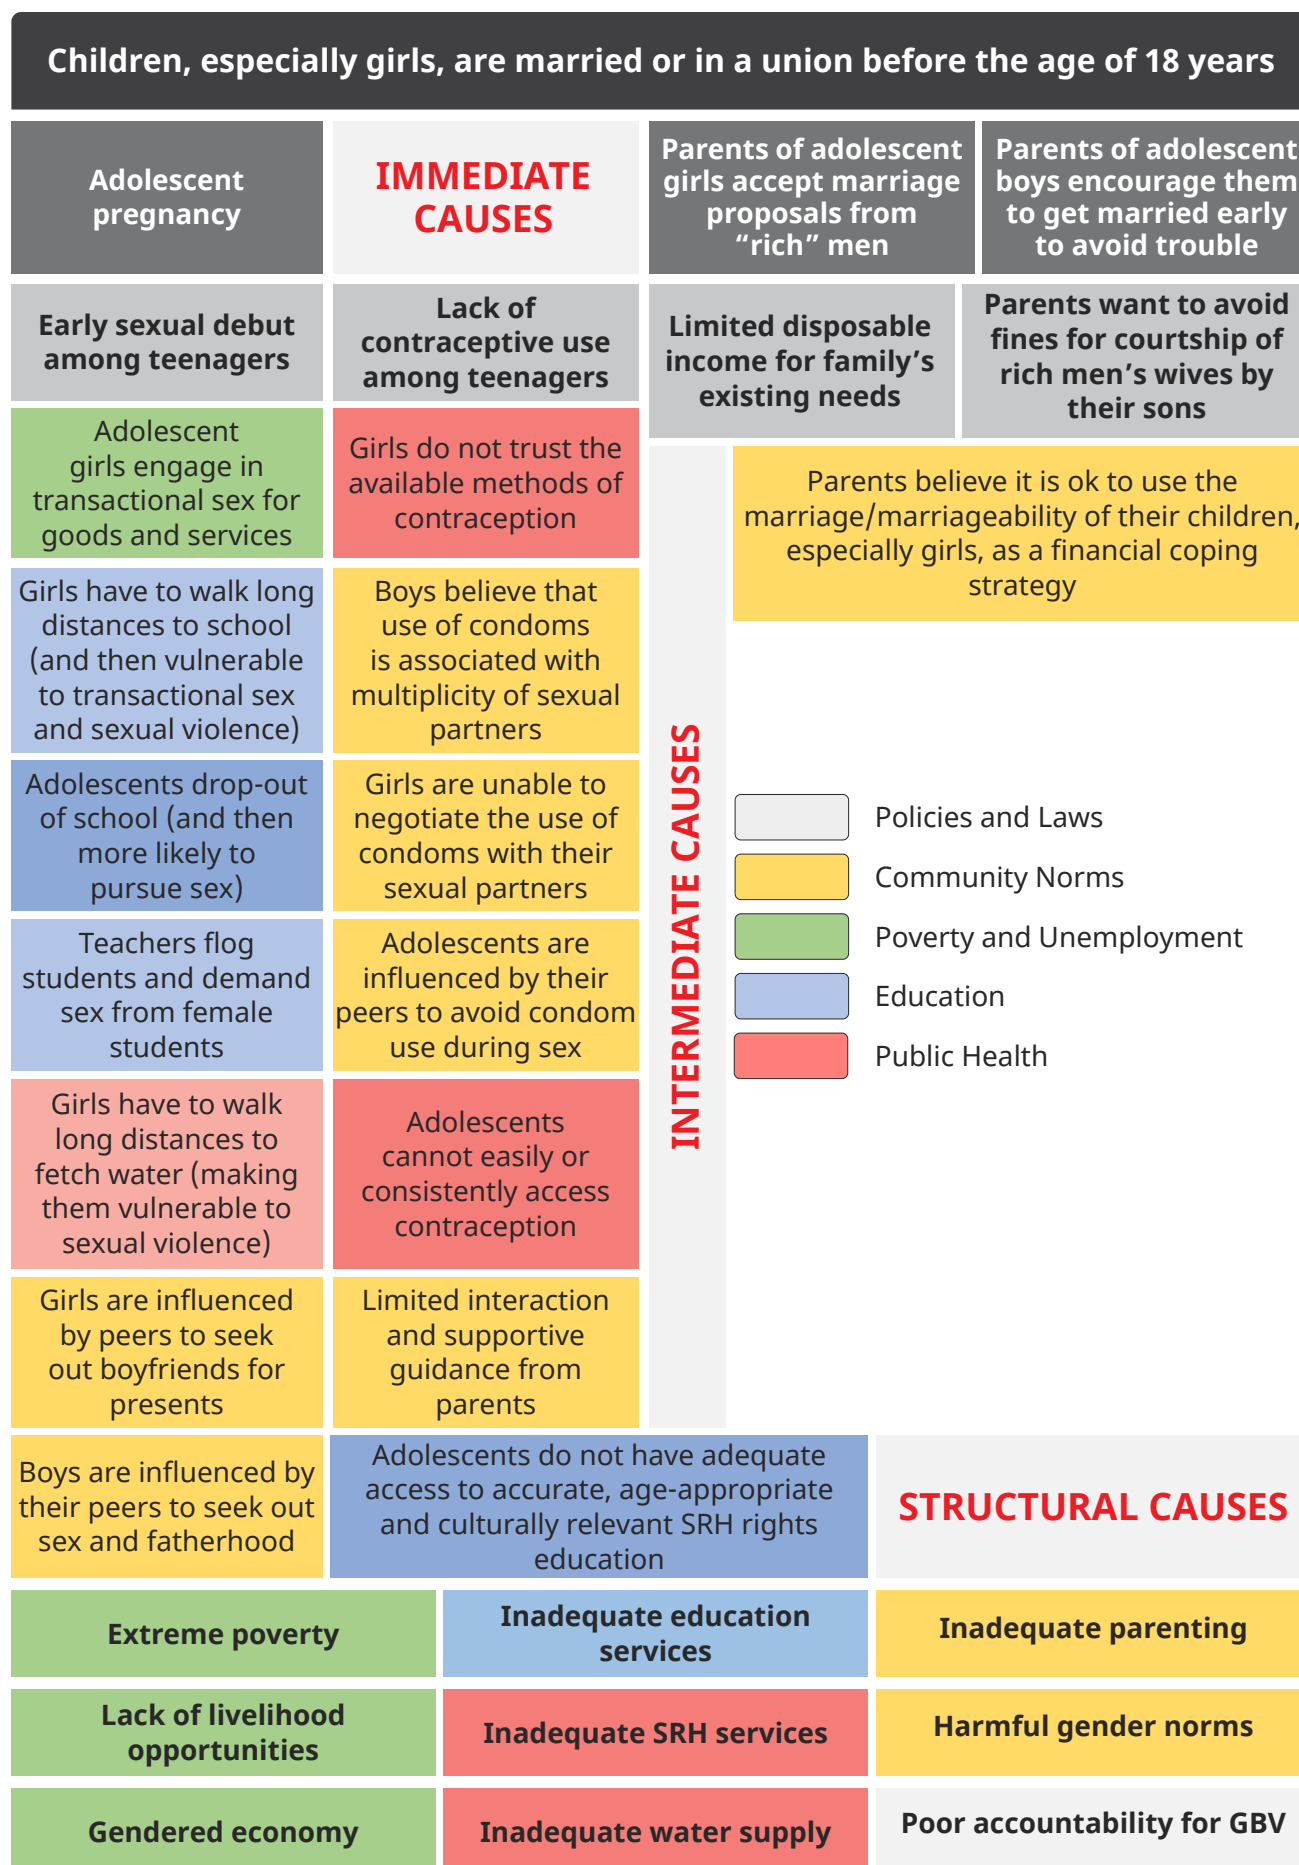 Children, especially girls, are married or in a union before the age of 18 years
Adolescent
pregnancy
IMMEDIATE
CAUSES
Parents of adolescent
girls accept marriage
proposals from
“rich” men
Parents of adolescent
boys encourage them
to get married early
to avoid trouble
Early sexual debut
among teenagers
Lack of
contraceptive use
among teenagers
Limited disposable
income for family’s
existing needs
Parents want to avoid
fines for courtship of
rich men’s wives by
their sons
Adolescent
girls engage in
transactional sex for
goods and services
Girls do not trust the
available methods of
contraception
Parents believe it is ok to use the
marriage/marriageability of their children,
especially girls, as a financial coping
strategy
Girls have to walk long
distances to school
(and then vulnerable
to transactional sex
and sexual violence)
Boys believe that
use of condoms
is associated with
multiplicity of sexual
partners
INTERMEDIATE CAUSES
Adolescents drop-out
of school (and then
more likely to
pursue sex)
Girls are unable to
negotiate the use of
condoms with their
sexual partners
Policies and Laws
Community Norms
Poverty and Unemployment
Education
Public Health
Teachers flog
students and demand
sex from female
students
Adolescents are
influenced by their
peers to avoid condom
use during sex
Girls have to walk
long distances to
fetch water (making
them vulnerable to
sexual violence)
Adolescents
cannot easily or
consistently access
contraception
Girls are influenced
by peers to seek
out boyfriends for
presents
Limited interaction
and supportive
guidance from
parents
Boys are influenced by
their peers to seek out
sex and fatherhood
Adolescents do not have adequate
access to accurate, age-appropriate
and culturally relevant SRH rights
education
STRUCTURAL CAUSES
Extreme poverty
Inadequate education
services
Inadequate parenting
Lack of livelihood
opportunities
Inadequate SRH services
Harmful gender norms
Gendered economy
Inadequate water supply
Poor accountability for GBV